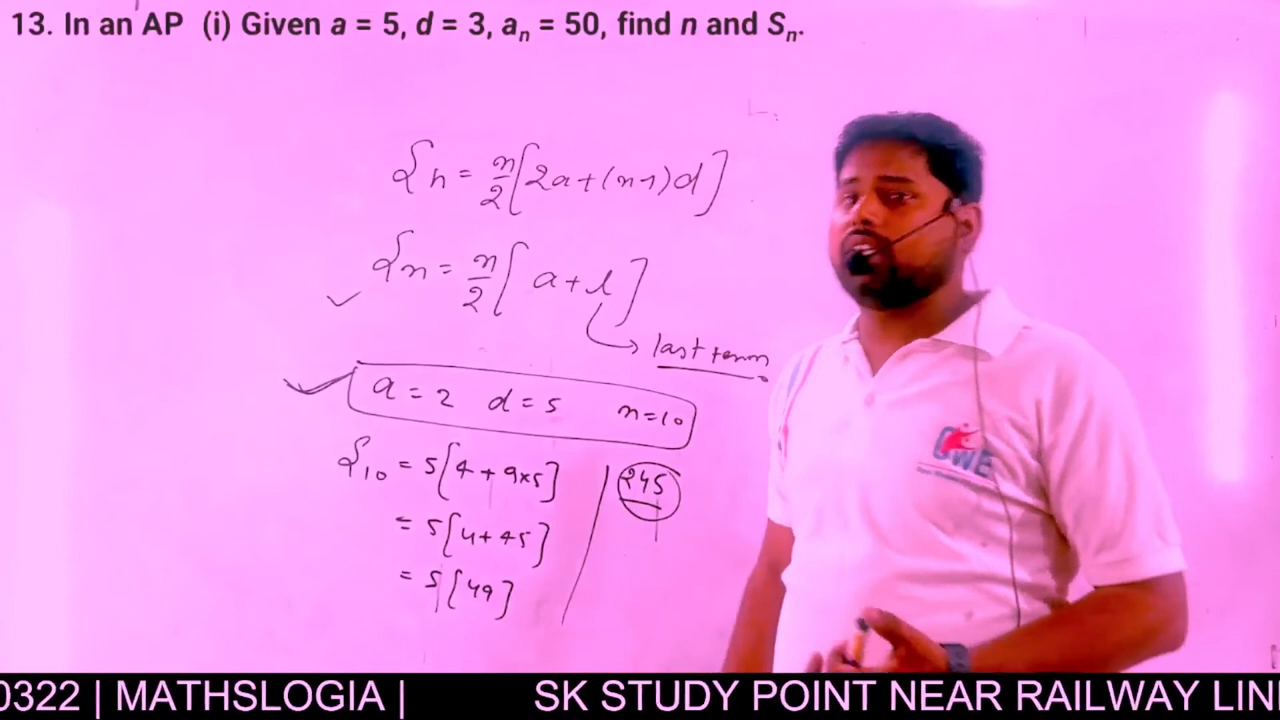 13. In an AP (i) Given a = 5, d = 3, aₙ = 50, find n and Sₙ.
Sn = n/2 [2a+(n-1)d]
Sn = n/2 [a+l]
last term
a = 2 d = 5 n=10
S10 = 5[4+9×5]
= 5[4+45]
= 5[49]
245
CWE
0322 | MATHSLOGIA | SK STUDY POINT NEAR RAILWAY LIN